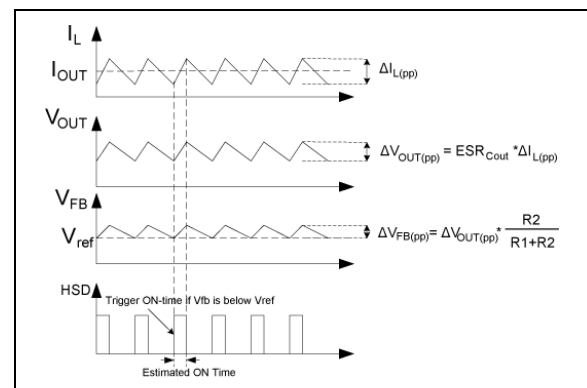 I_L
I_OUT
ΔI_L(pp)
V_OUT
ΔV_OUT(pp) = ESR_Cout *ΔI_L(pp)
V_FB
V_ref
ΔV_FB(pp)= ΔV_OUT(pp)* R2
R1+R2
HSD
Trigger ON-time if Vfb is below Vref
Estimated ON Time